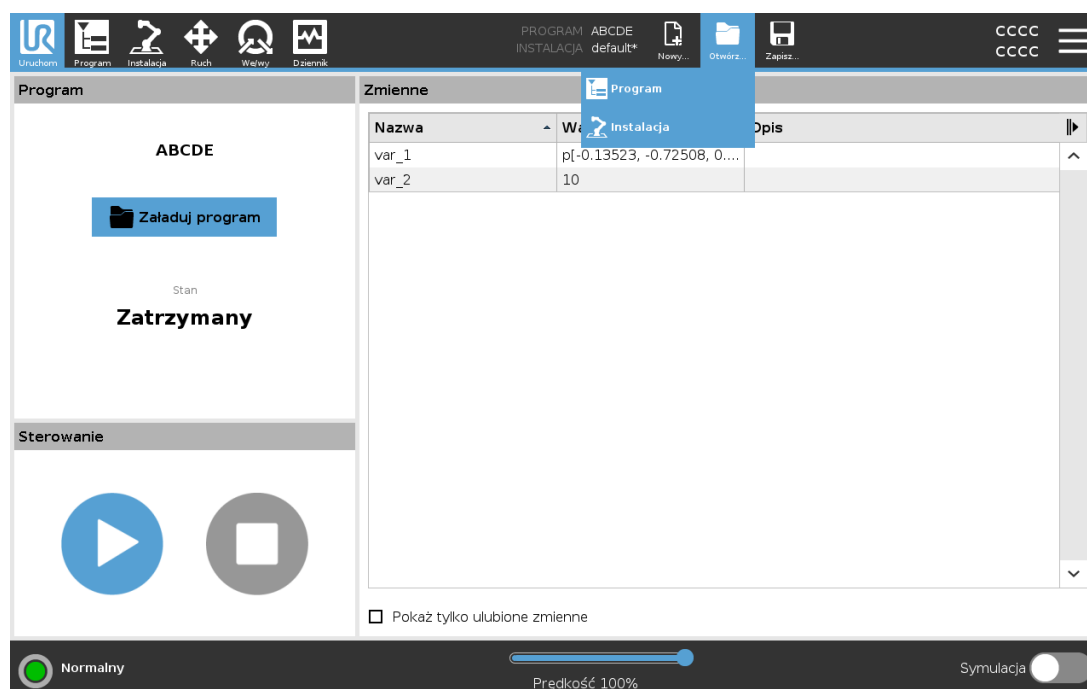 UR
Uruchom Program Instalacja Ruch We/wy Dziennik
PROGRAM ABCDE
INSTALACJA default*
Nowy... Otwórz... Zapisz...
CCCC
CCCC
Program
Instalacja
Program
ABCDE
Załaduj program
Stan
Zatrzymany
Sterowanie
Zmienne
Nazwa Opis
var_1 p[-0.13523, -0.72508, 0....
var_2 10
Pokaż tylko ulubione zmienne
Normalny
Prędkość 100%
Symulacja